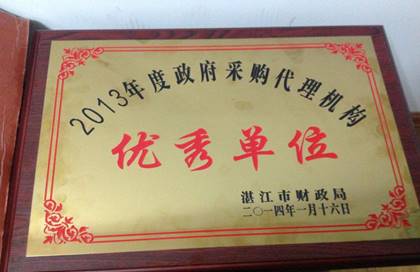 2013年度政府采购代理机构
优秀单位
湛江市财政局
二〇一四年一月十六日